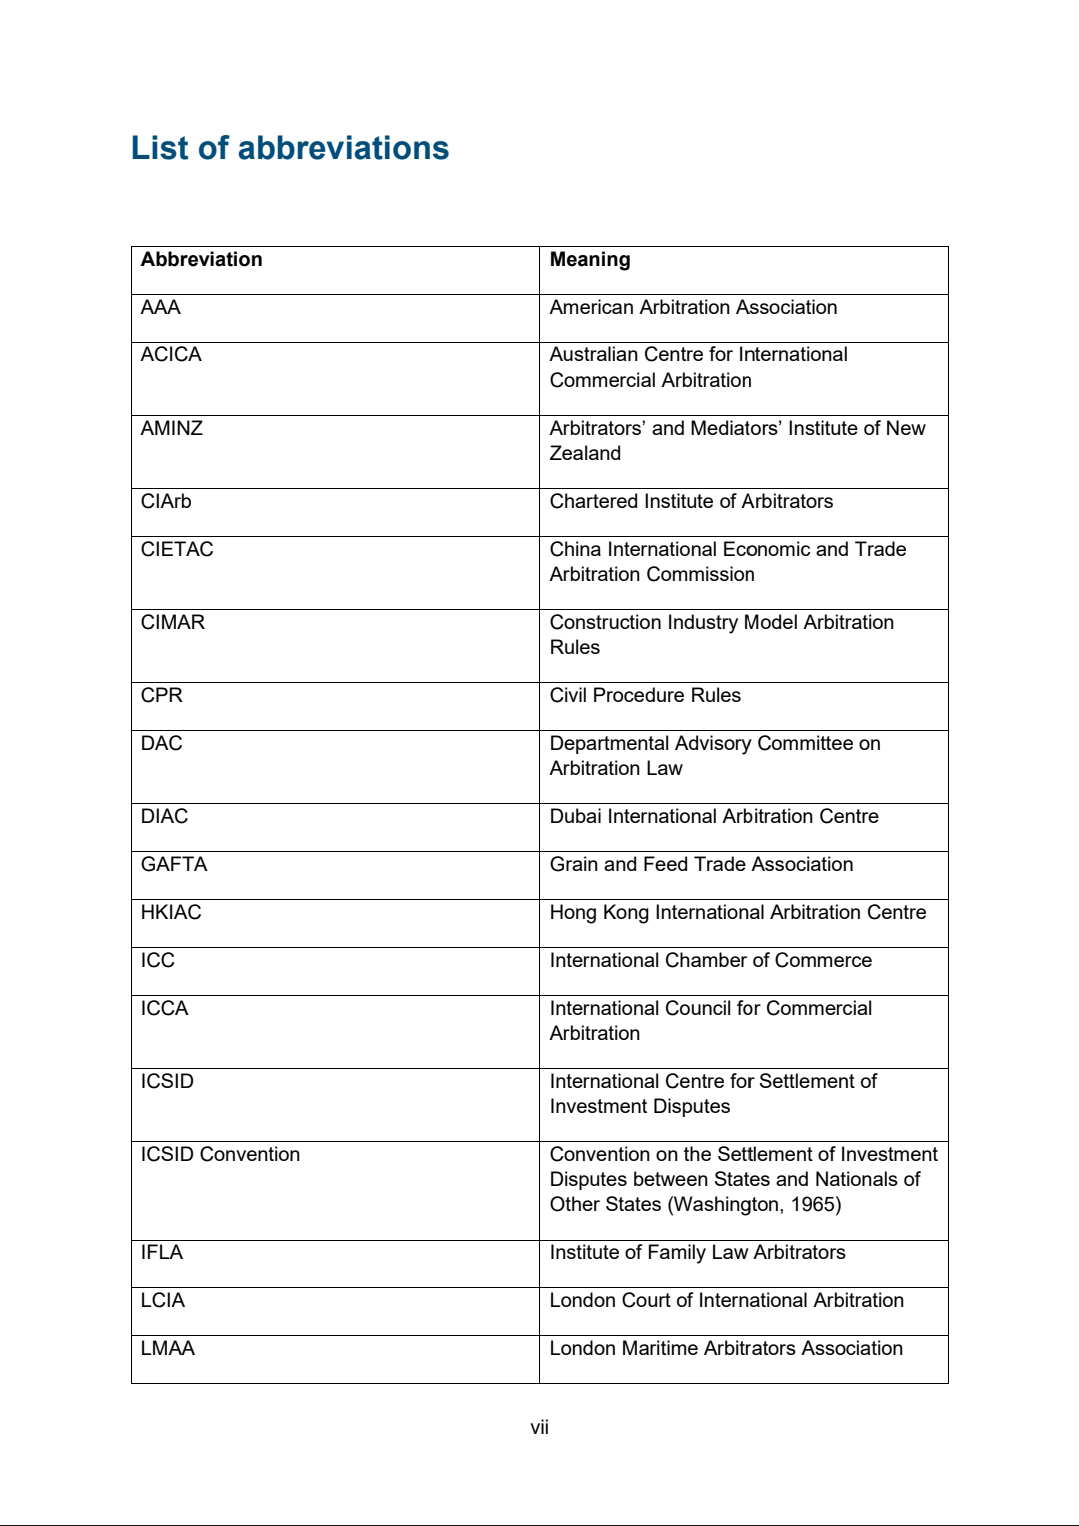 List of abbreviations
Abbreviation Meaning
AAA American Arbitration Association
ACICA Australian Centre for International
Commercial Arbitration
AMINZ Arbitrators’ and Mediators’ Institute of New
Zealand
CIArb Chartered Institute of Arbitrators
CIETAC China International Economic and Trade
Arbitration Commission
CIMAR Construction Industry Model Arbitration
Rules
CPR Civil Procedure Rules
DAC Departmental Advisory Committee on
Arbitration Law
DIAC Dubai International Arbitration Centre
GAFTA Grain and Feed Trade Association
HKIAC Hong Kong International Arbitration Centre
ICC International Chamber of Commerce
ICCA International Council for Commercial
Arbitration
ICSID International Centre for Settlement of
Investment Disputes
ICSID Convention Convention on the Settlement of Investment
Disputes between States and Nationals of
Other States (Washington, 1965)
IFLA Institute of Family Law Arbitrators
LCIA London Court of International Arbitration
LMAA London Maritime Arbitrators Association
vii